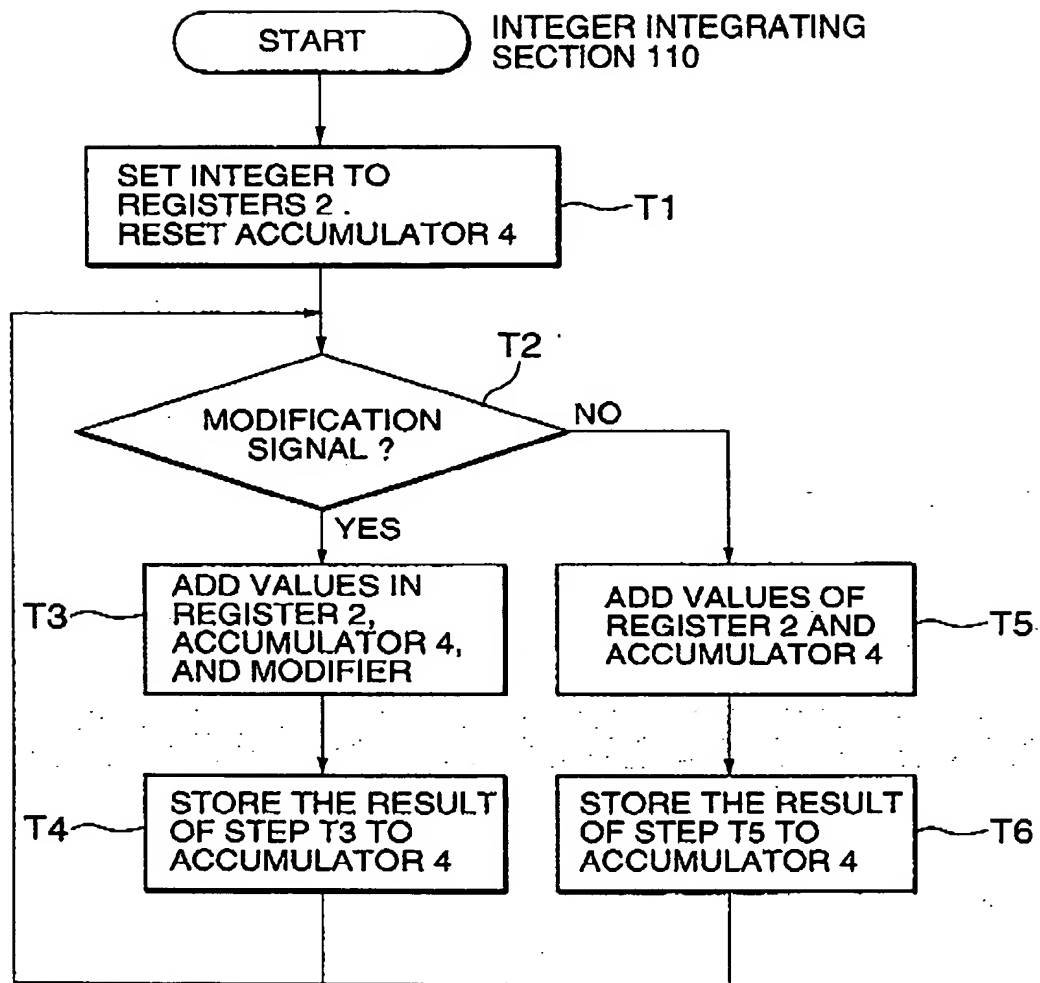 START
INTEGER INTEGRATING
SECTION 110
SET INTEGER TO
REGISTERS 2 .
RESET ACCUMULATOR 4
T1
T2
MODIFICATION
SIGNAL ?
NO
YES
T3
ADD VALUES IN
REGISTER 2,
ACCUMULATOR 4,
AND MODIFIER
ADD VALUES OF
REGISTER 2 AND
ACCUMULATOR 4
T5
T4
STORE THE RESULT
OF STEP T3 TO
ACCUMULATOR 4
STORE THE RESULT
OF STEP T5 TO
ACCUMULATOR 4
T6